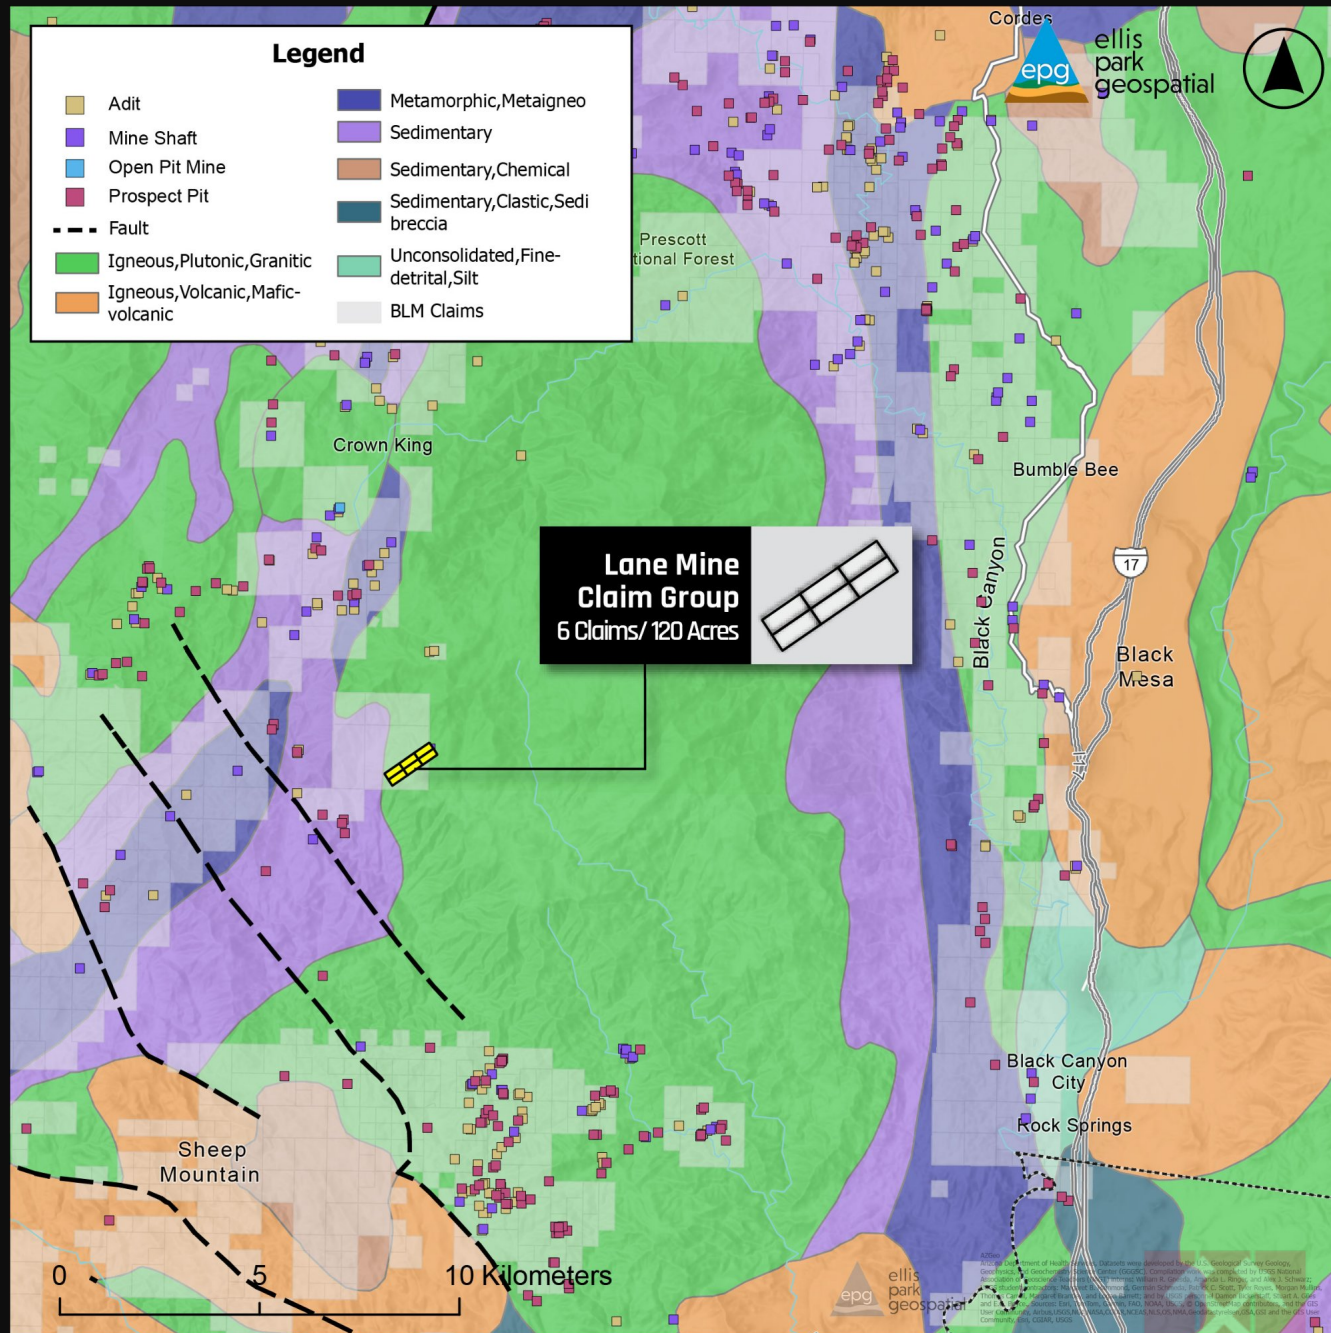 Legend
Adit
Mine Shaft
Open Pit Mine
Prospect Pit
Fault
Igneous,Plutonic,Granitic
Igneous,Volcanic,Mafic-
volcanic
Metamorphic,Metaigneo
Sedimentary
Sedimentary,Chemical
Sedimentary,Clastic,Sedi
breccia
Unconsolidated,Fine-
detrital,Silt
BLM Claims
Cordes
epg
ellis
park
geospatial
Prescott
tional Forest
Crown King
Bumble Bee
Lane Mine
Claim Group
6 Claims/ 120 Acres
Black Canyon
17
Black
Mesa
Black Canyon
City
Rock Springs
Sheep
Mountain
0 5 10 Kilometers
epg
ellis
park
geospatial